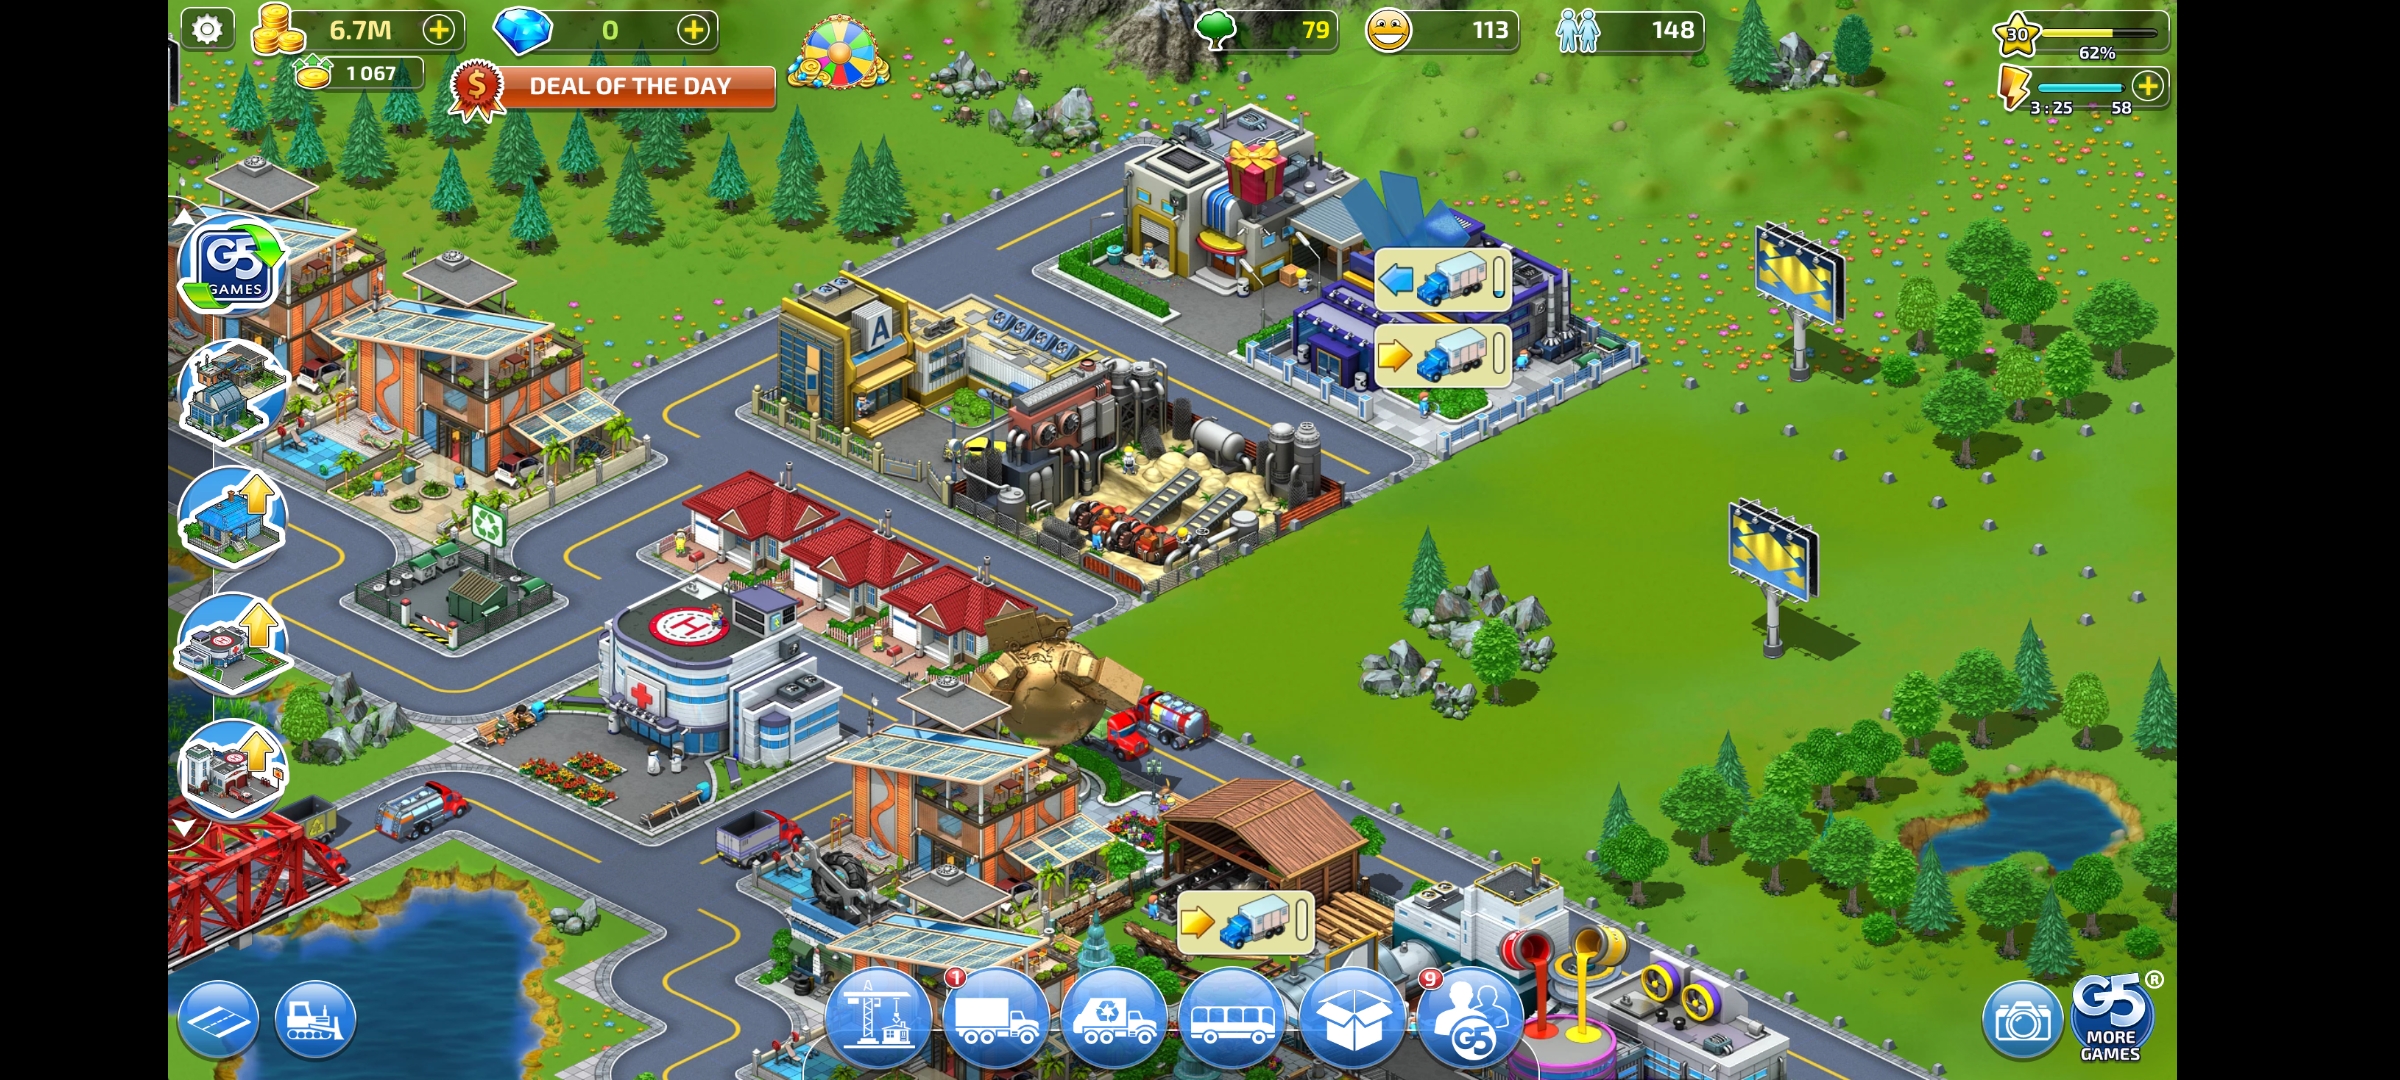 6.7M
0
79
113
148
30
62%
1 067
DEAL OF THE DAY
3:25
58
G5
GAMES
A
H
1
9
A
G5
G5
®
MORE
GAMES